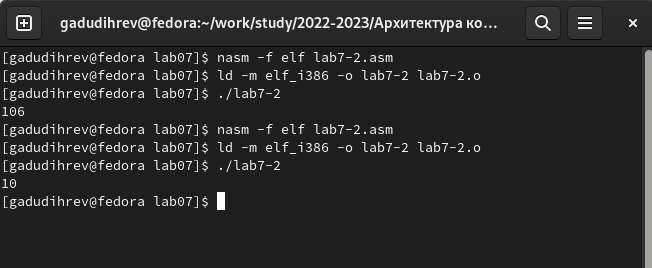 gadudihrev@fedora:~/work/study/2022-2023/Архитектура ко...
[gadudihrev@fedora lab07]$ nasm -f elf lab7-2.asm
[gadudihrev@fedora lab07]$ ld -m elf_i386 -o lab7-2 lab7-2.o
[gadudihrev@fedora lab07]$ ./lab7-2
106
[gadudihrev@fedora lab07]$ nasm -f elf lab7-2.asm
[gadudihrev@fedora lab07]$ ld -m elf_i386 -o lab7-2 lab7-2.o
[gadudihrev@fedora lab07]$ ./lab7-2
10
[gadudihrev@fedora lab07]$